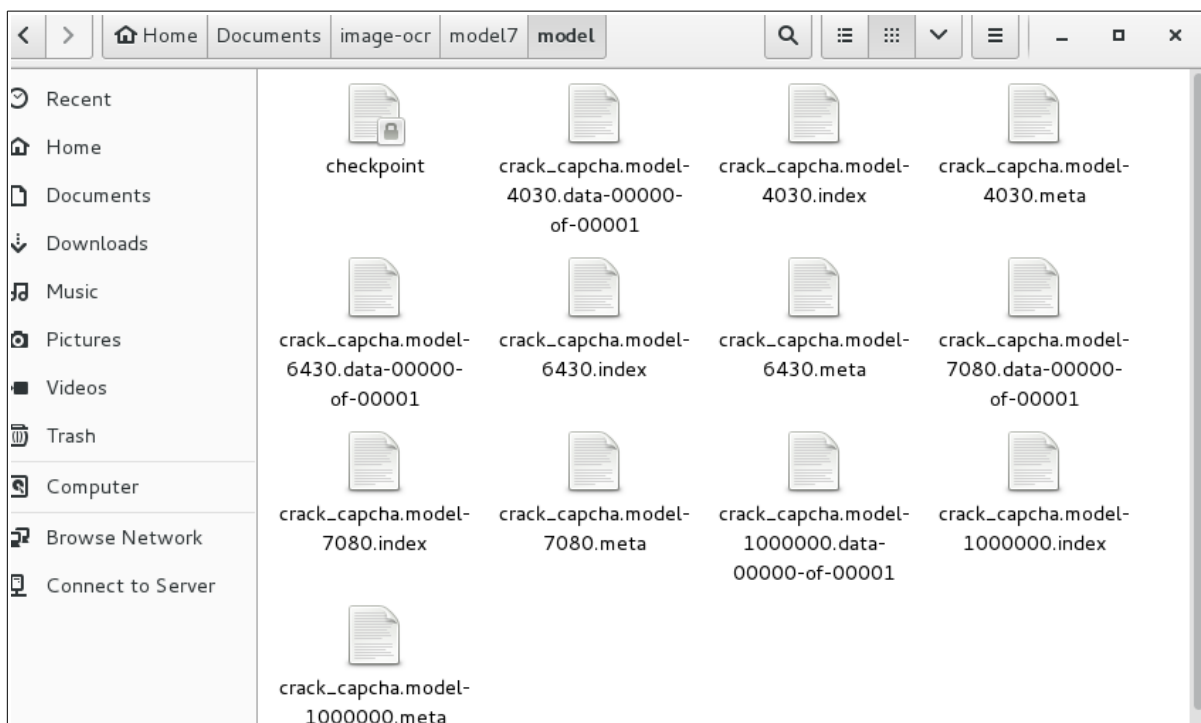 Home Documents image-ocr model7 model
Recent
Home
Documents
Downloads
Music
Pictures
Videos
Trash
Computer
Browse Network
Connect to Server
checkpoint
crack_capcha.model-
4030.data-00000-
of-00001
crack_capcha.model-
4030.index
crack_capcha.model-
4030.meta
crack_capcha.model-
6430.data-00000-
of-00001
crack_capcha.model-
6430.index
crack_capcha.model-
6430.meta
crack_capcha.model-
7080.data-00000-
of-00001
crack_capcha.model-
7080.index
crack_capcha.model-
7080.meta
crack_capcha.model-
1000000.data-
00000-of-00001
crack_capcha.model-
1000000.index
crack_capcha.model-
1000000.meta